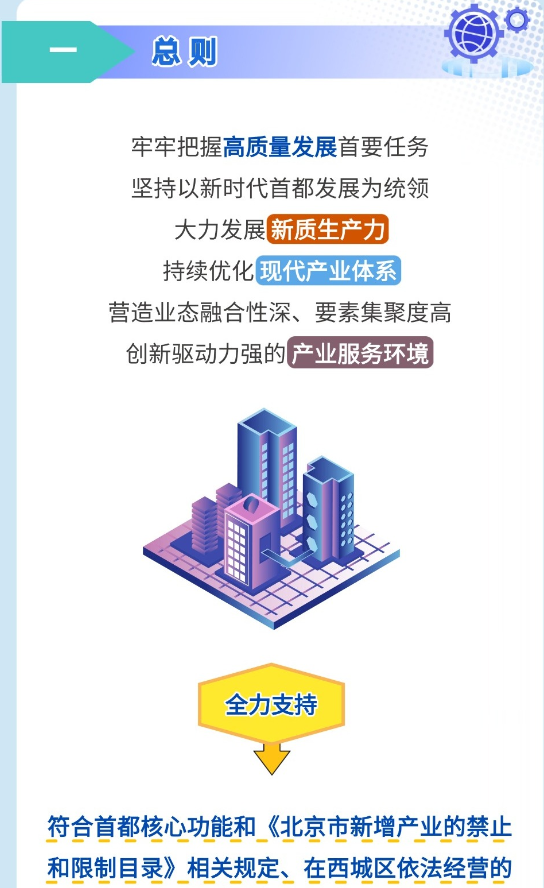 一
总则
牢牢把握高质量发展首要任务
坚持以新时代首都发展为统领
大力发展新质生产力
持续优化现代产业体系
营造业态融合性深、要素集聚度高
创新驱动力强的产业服务环境
全力支持
符合首都核心功能和《北京市新增产业的禁止
和限制目录》相关规定、在西城区依法经营的